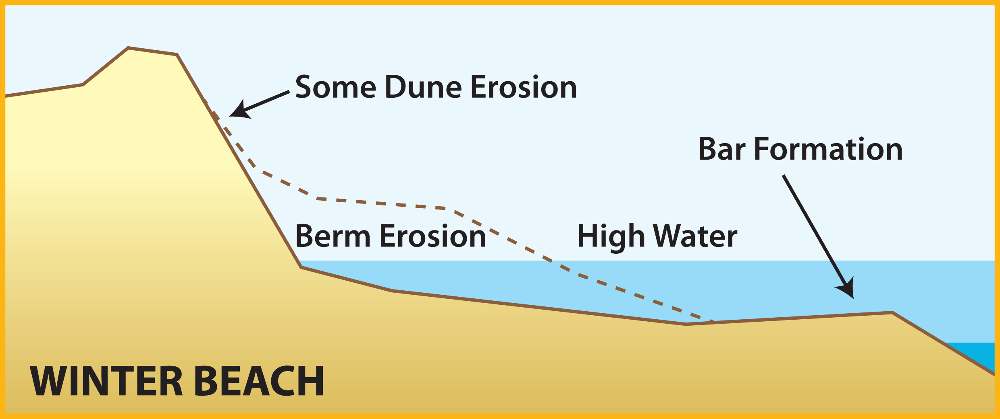 Some Dune Erosion
Bar Formation
Berm Erosion
High Water
WINTER BEACH